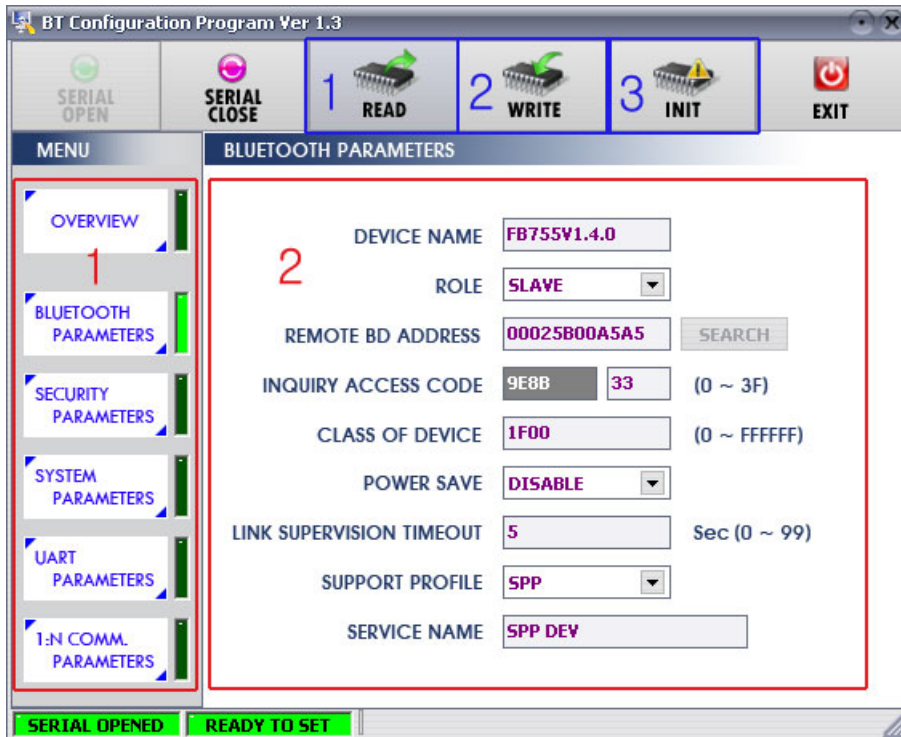 BT Configuration Program Ver 1.3
SERIAL
OPEN
SERIAL
CLOSE
1
READ
2
WRITE
3
INIT
EXIT
MENU
OVERVIEW
1
BLUETOOTH
PARAMETERS
SECURITY
PARAMETERS
SYSTEM
PARAMETERS
UART
PARAMETERS
1:N COMM.
PARAMETERS
BLUETOOTH PARAMETERS
2
DEVICE NAME FB755V1.4.0
ROLE SLAVE
REMOTE BD ADDRESS 00025B00A5A5 SEARCH
INQUIRY ACCESS CODE 9E8B 33 (0 ~ 3F)
CLASS OF DEVICE 1F00 (0 ~ FFFFFF)
POWER SAVE DISABLE
LINK SUPERVISION TIMEOUT 5 Sec (0 ~ 99)
SUPPORT PROFILE SPP
SERVICE NAME SPP DEV
SERIAL OPENED READY TO SET